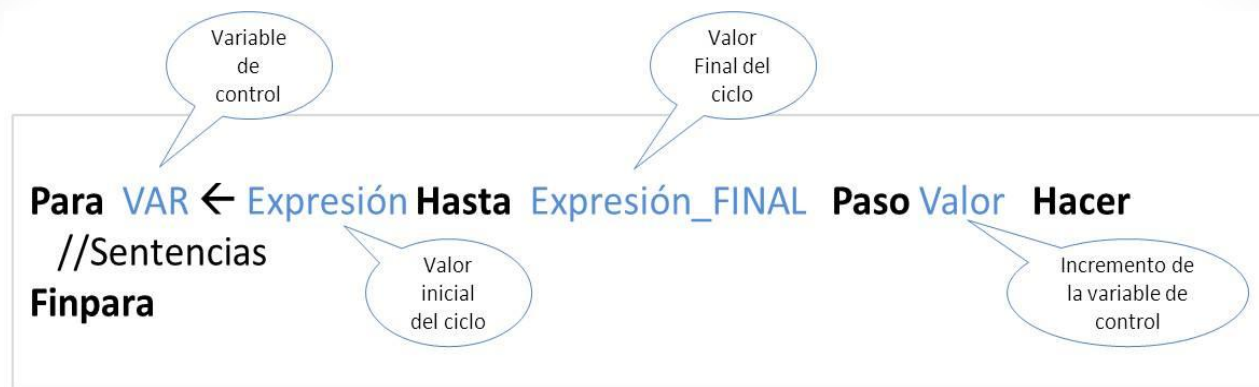 Variable
de
control
Valor
Final del
ciclo
Para VAR ← Expresión Hasta Expresión_FINAL Paso Valor Hacer
//Sentencias
Finpara
Valor
inicial
del ciclo
Incremento de
la variable de
control